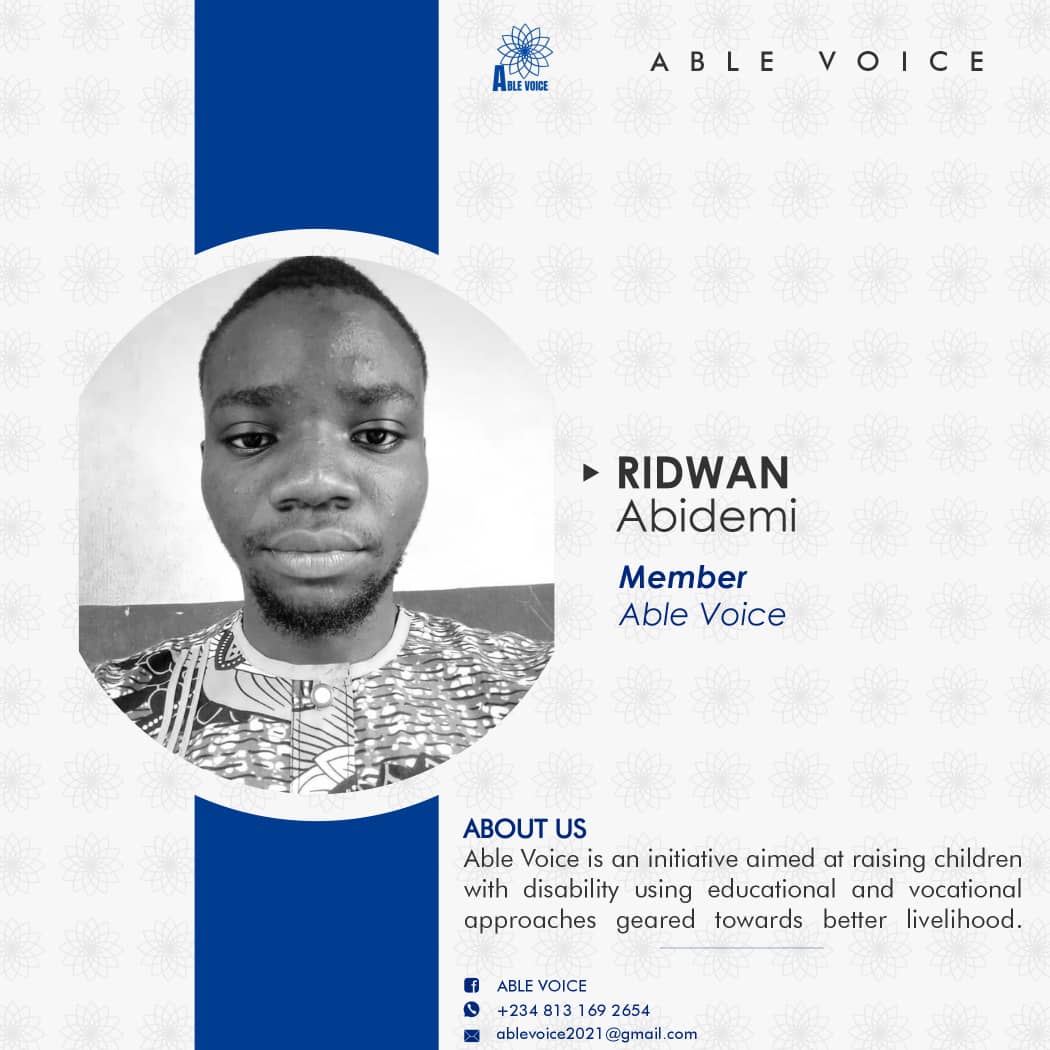 ABLE VOICE
ABLE VOICE
RIDWAN
Abidemi
Member
Able Voice
ABOUT US
Able Voice is an initiative aimed at raising children
with disability using educational and vocational
approaches geared towards better livelihood.
ABLE VOICE
+234 813 169 2654
ablevoice2021@gmail.com